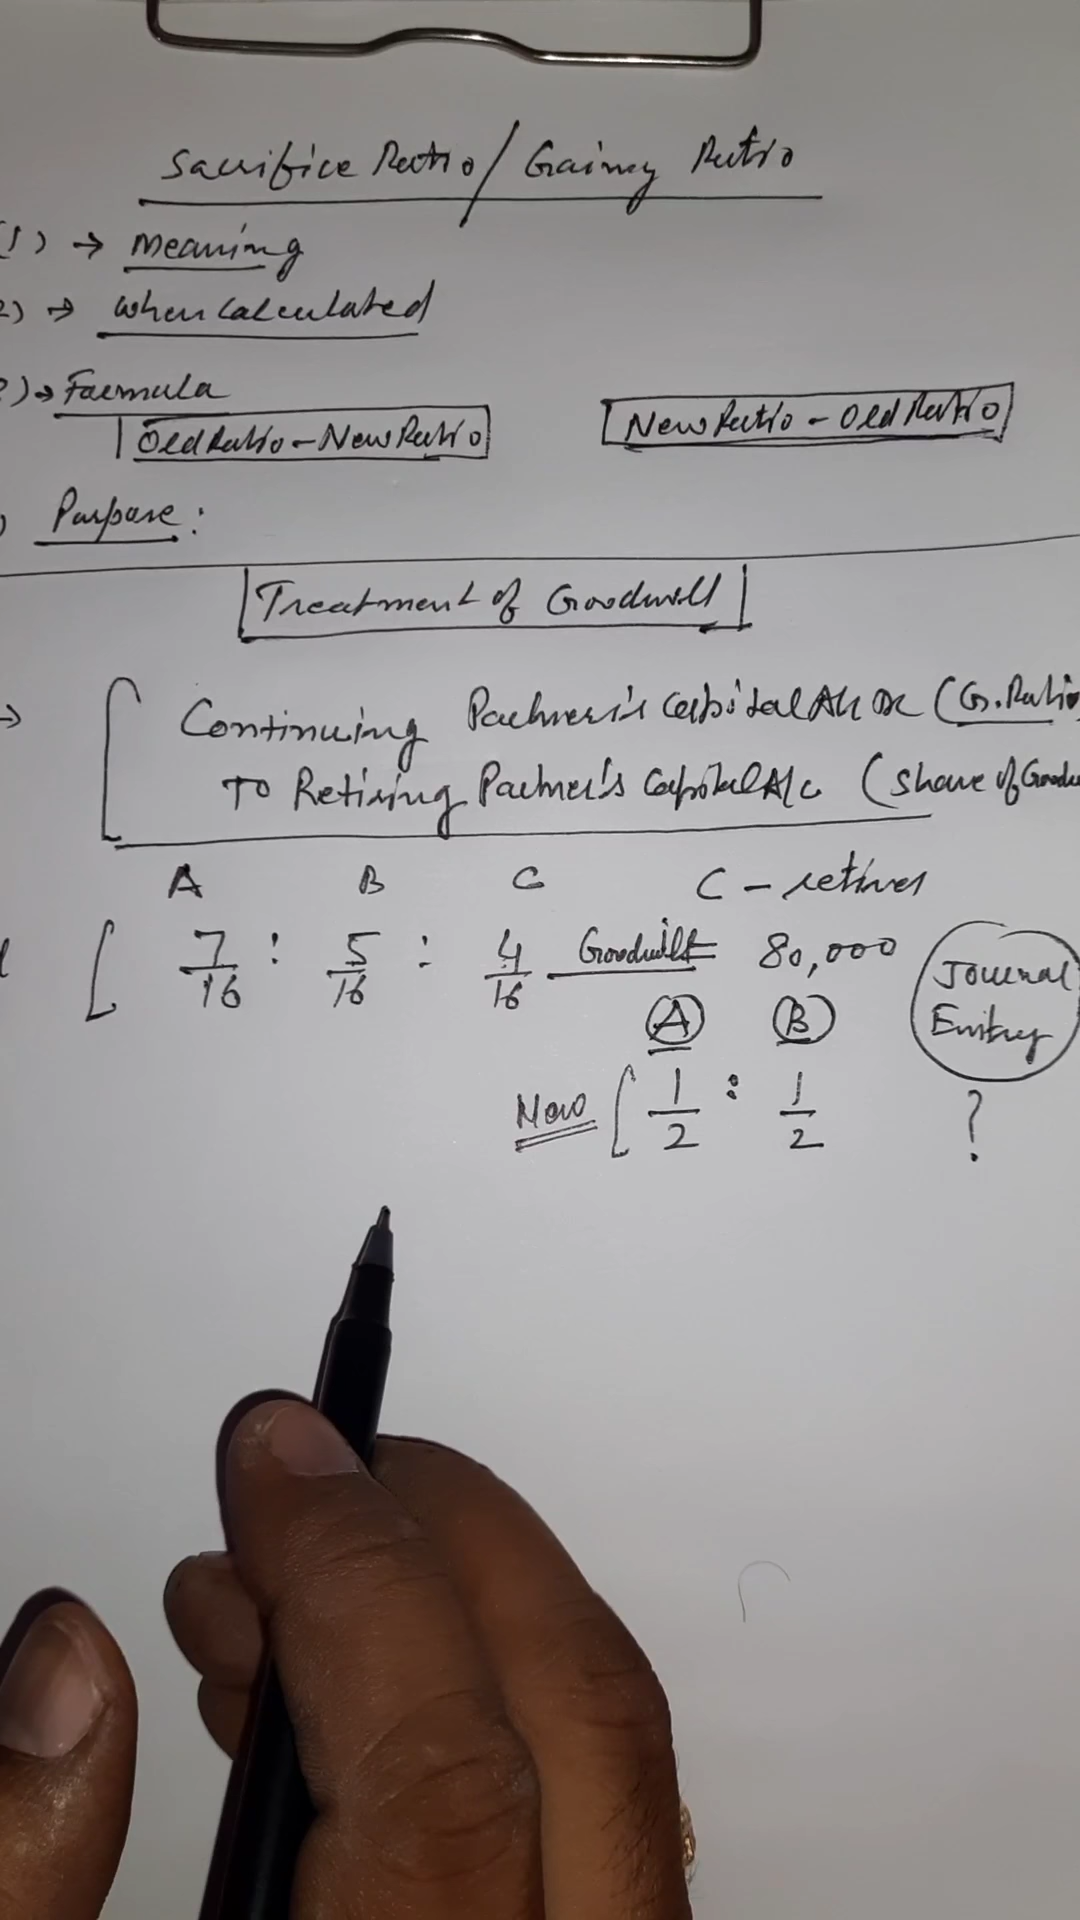 Sacrifice Ratio / Gaining Ratio
1) → Meaning
2) → When Calculated
) → Formula
Old Ratio - New Ratio
New Ratio - Old Ratio
Purpose :
Treatment of Goodwill
→ Continuing Partner's Capital A/c Dr (G. Ratio
To Retiring Partner's Capital A/c (Share of Goodw
A B C C - retires
7/16 : 5/16 : 4/16 Goodwill 80,000
Journal Entry ?
A B
New 1/2 : 1/2